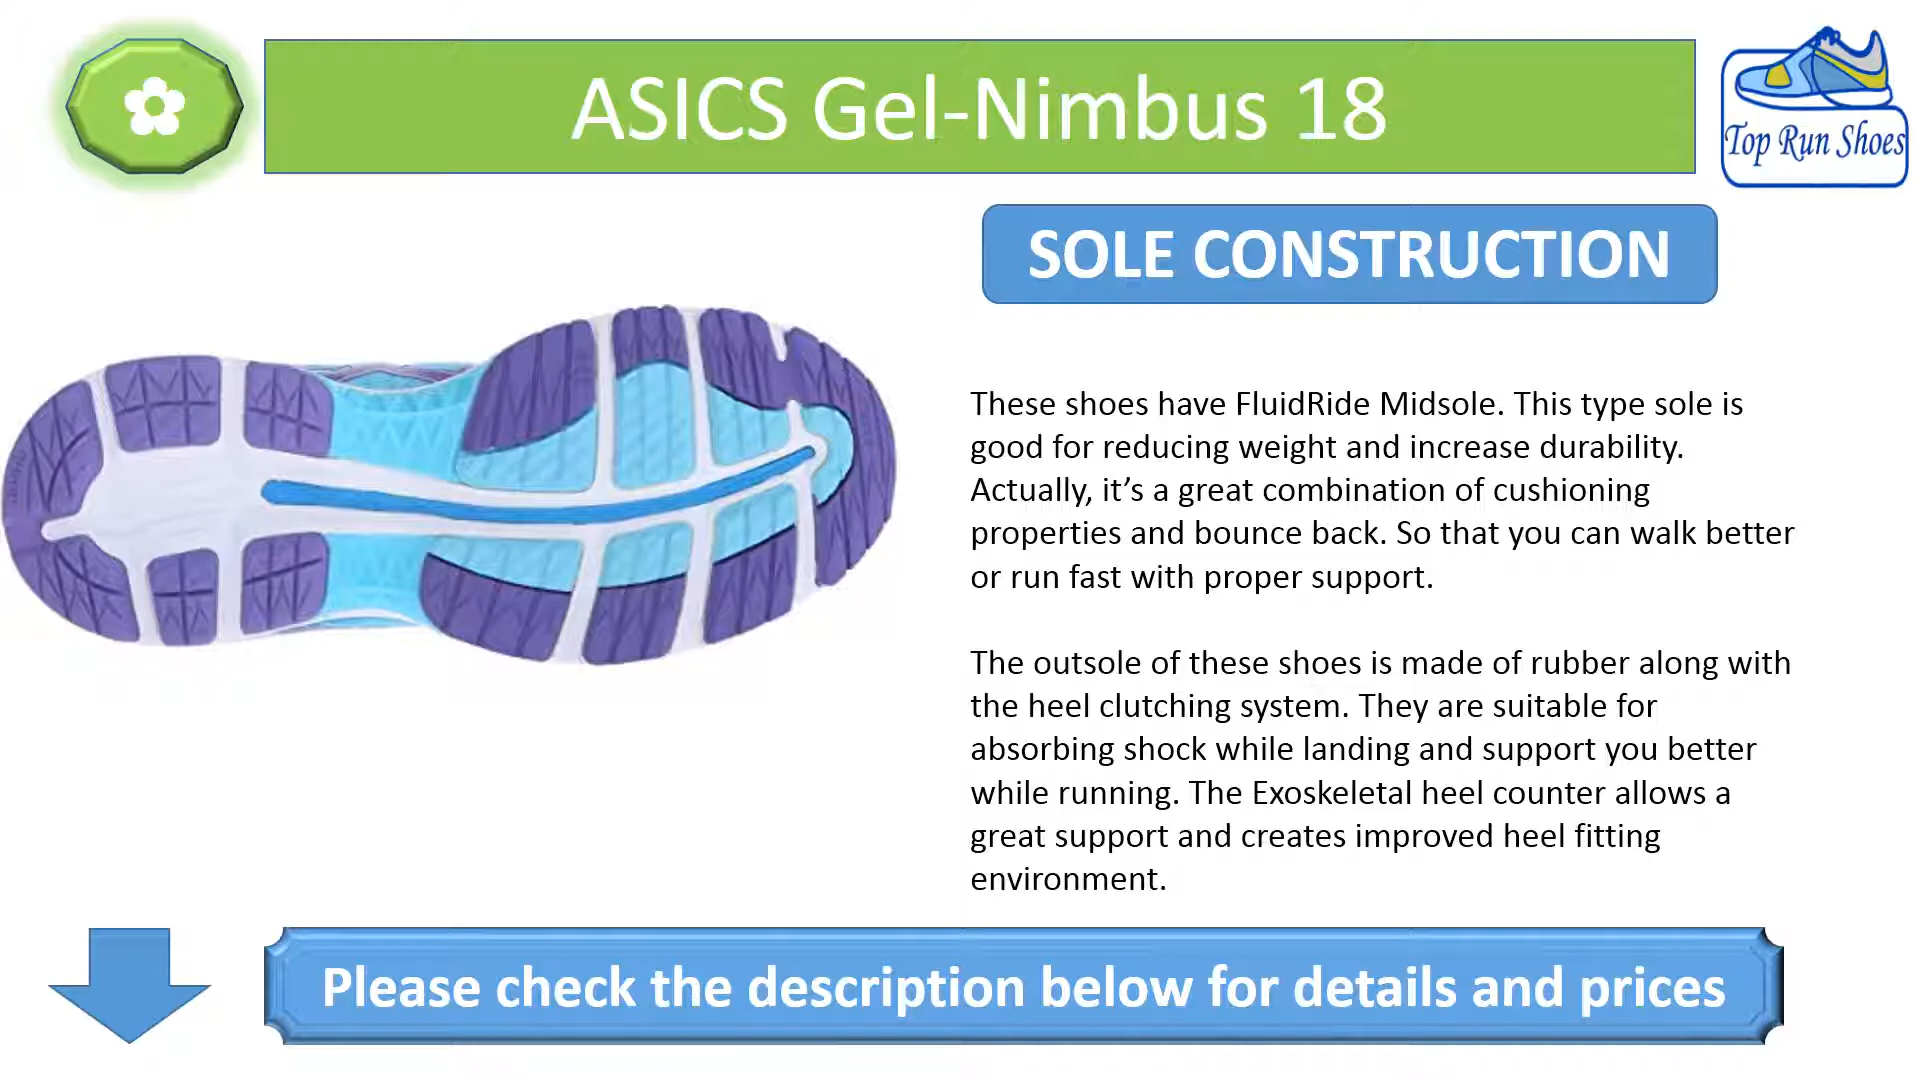 ASICS Gel-Nimbus 18
Top Run Shoes
SOLE CONSTRUCTION
These shoes have FluidRide Midsole. This type sole is
good for reducing weight and increase durability.
Actually, it’s a great combination of cushioning
properties and bounce back. So that you can walk better
or run fast with proper support.
The outsole of these shoes is made of rubber along with
the heel clutching system. They are suitable for
absorbing shock while landing and support you better
while running. The Exoskeletal heel counter allows a
great support and creates improved heel fitting
environment.
Please check the description below for details and prices